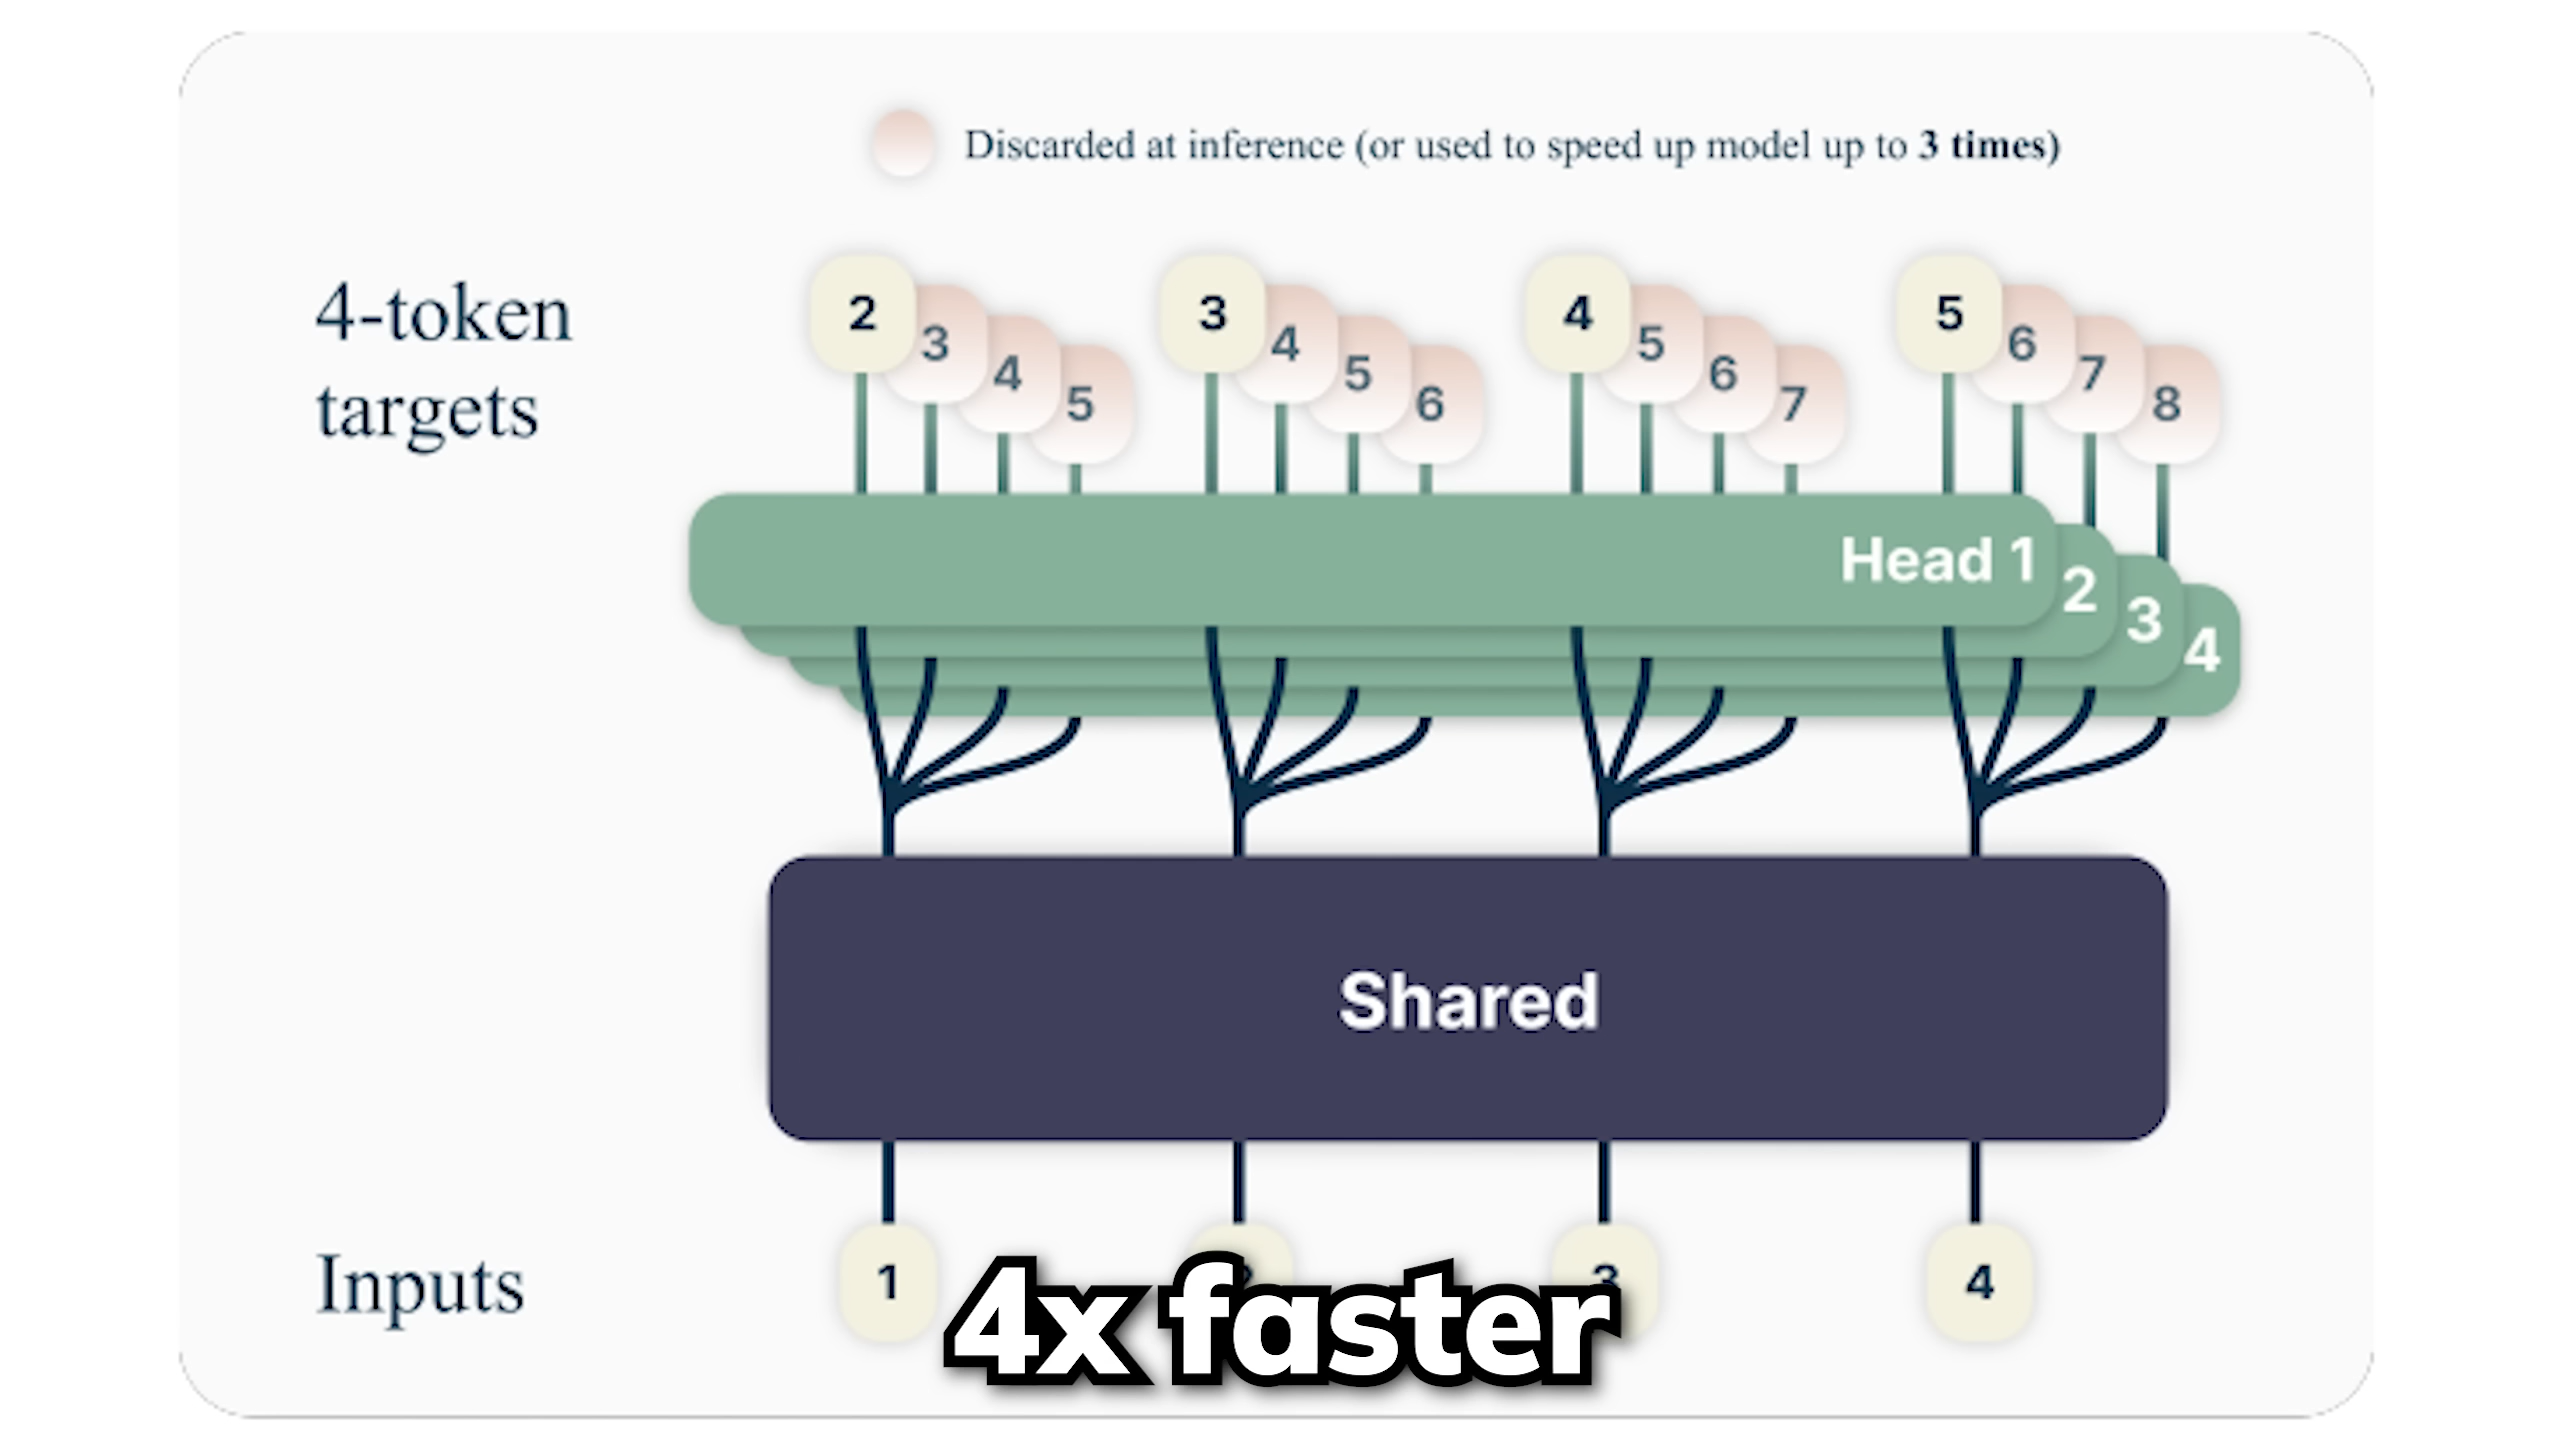 Discarded at inference (or used to speed up model up to 3 times)
4-token
targets
2 3 4 5 3 4 5 6 4 5 6 7 5 6 7 8
Head 1 2 3 4
Shared
Inputs
1 2 3 4
4x faster